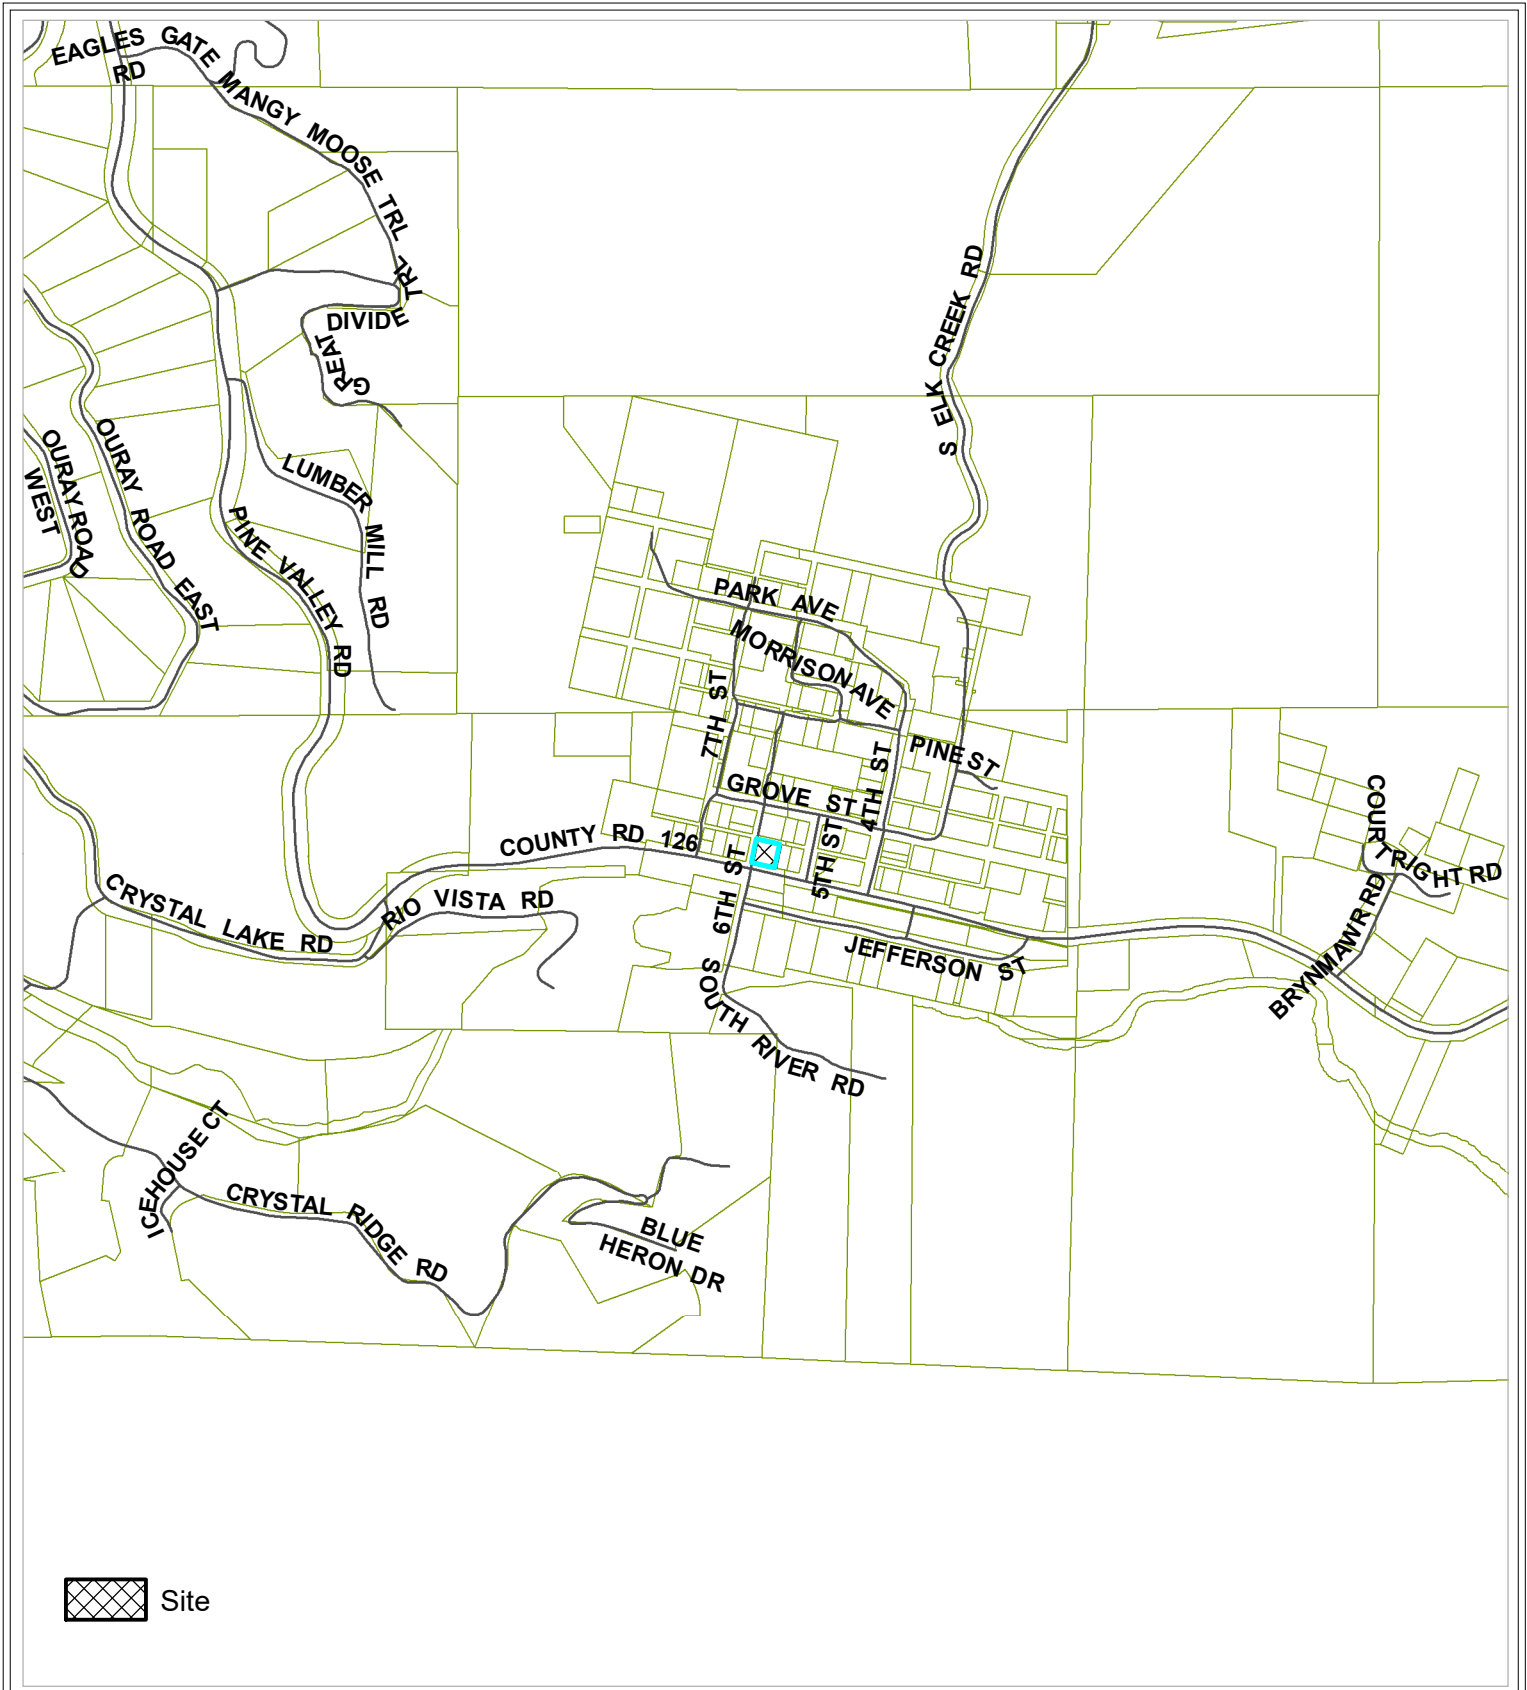 EAGLES GATE
RD
MANGY MOOSE TRL
GREAT DIVIDE TRL
S ELK CREEK RD
OURAY ROAD
WEST
OURAY ROAD EAST
LUMBER MILL RD
PINE VALLEY RD
PARK AVE
MORRISON AVE
7TH ST
PINE ST
4TH ST
GROVE ST
5TH ST
COUNTY RD 126
6TH ST
COURTRIGHT RD
CRYSTAL LAKE RD
RIO VISTA RD
JEFFERSON ST
BRYNMAWR RD
SOUTH RIVER RD
SO
ICEHOUSE CT
CRYSTAL RIDGE RD
BLUE
HERON DR
Site